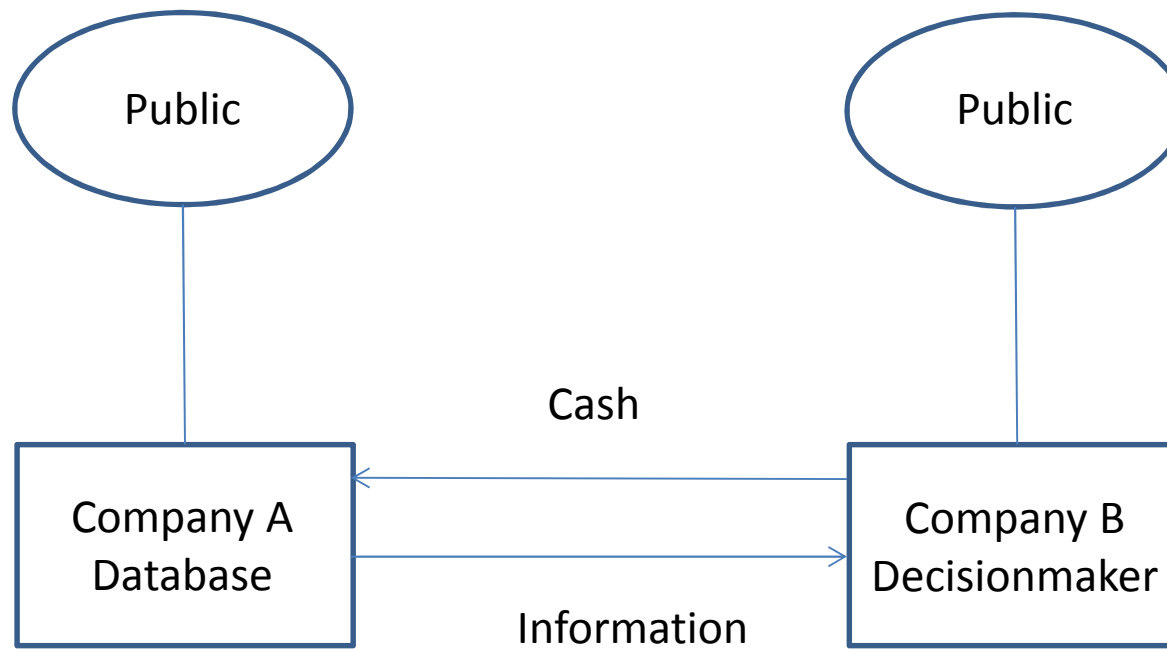 Public
Public
Cash
Company A
Database
Company B
Decisionmaker
Information